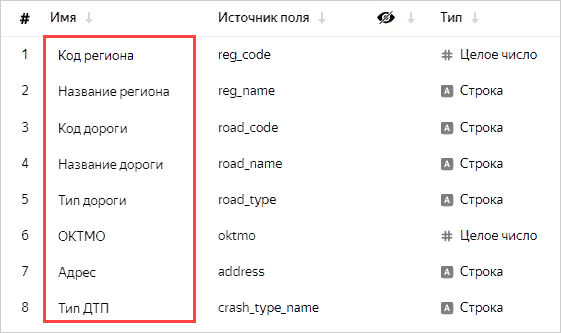 # Имя ↓ Источник поля ↓ ↓ Тип ↓
1 Код региона reg_code # Целое число
2 Название региона reg_name A Строка
3 Код дороги road_code A Строка
4 Название дороги road_name A Строка
5 Тип дороги road_type A Строка
6 ОКТМО oktmo # Целое число
7 Адрес address A Строка
8 Тип ДТП crash_type_name A Строка